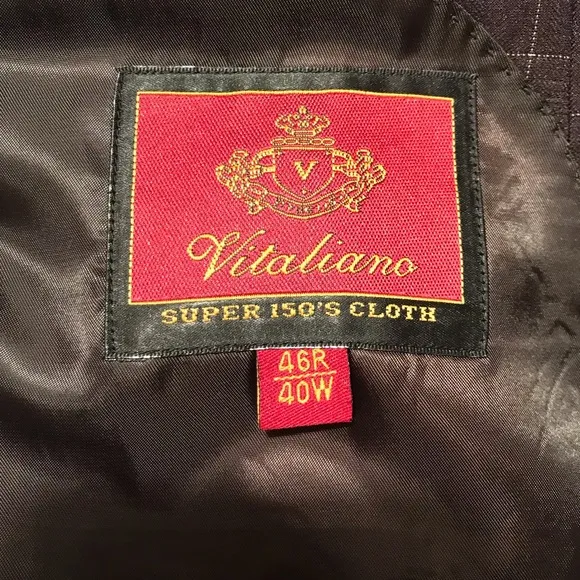 V
Vitaliano
SUPER 150'S CLOTH
46R
40W